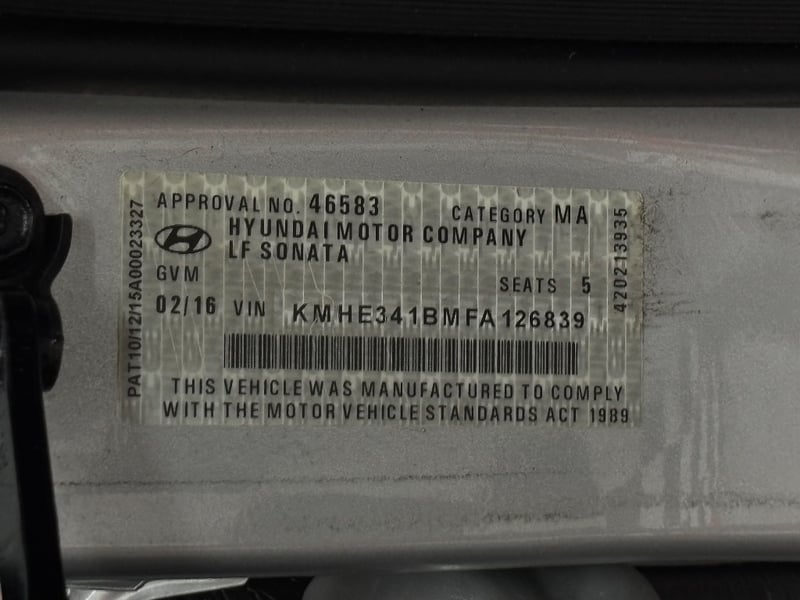 APPROVAL NO. 46583 CATEGORY MA
HYUNDAI MOTOR COMPANY
LF SONATA
GVM SEATS 5
02/16 VIN KMHE341BMFA126839
THIS VEHICLE WAS MANUFACTURED TO COMPLY
WITH THE MOTOR VEHICLE STANDARDS ACT 1989
PAT10/12/15A00023327
420213935